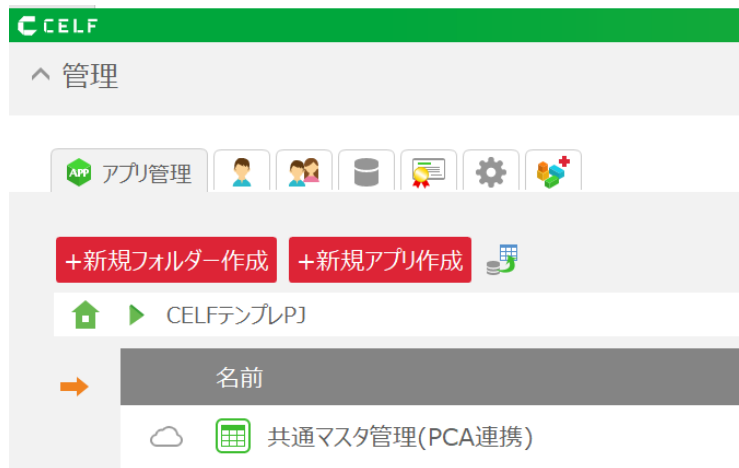 CELF
管理
APP アプリ管理
+新規フォルダー作成 +新規アプリ作成
CELFテンプレPJ
名前
共通マスタ管理(PCA連携)